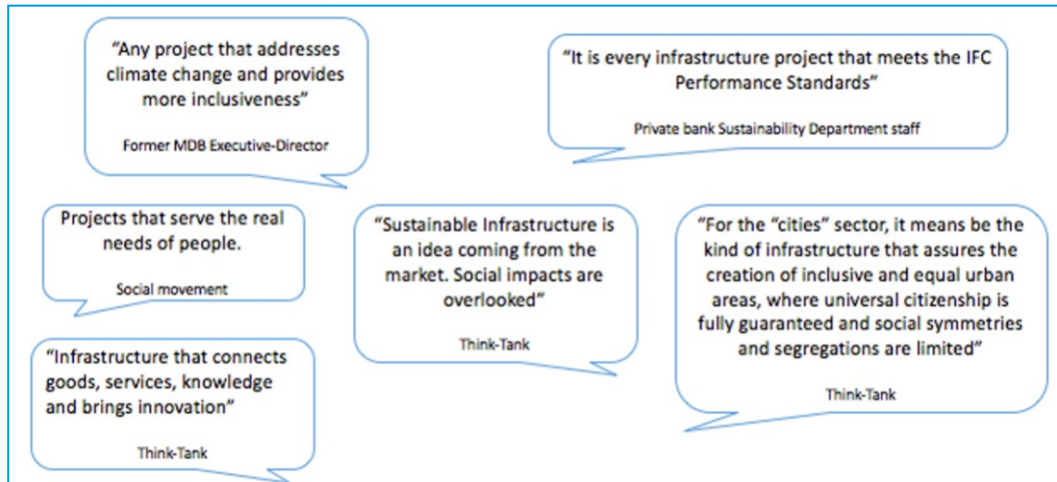 “Any project that addresses
climate change and provides
more inclusiveness”
Former MDB Executive-Director
“It is every infrastructure project that meets the IFC
Performance Standards”
Private bank Sustainability Department staff
Projects that serve the real
needs of people.
Social movement
“Sustainable Infrastructure is
an idea coming from the
market. Social impacts are
overlooked”
Think-Tank
“For the “cities” sector, it means be the
kind of infrastructure that assures the
creation of inclusive and equal urban
areas, where universal citizenship is
fully guaranteed and social symmetries
and segregations are limited”
Think-Tank
“Infrastructure that connects
goods, services, knowledge
and brings innovation”
Think-Tank